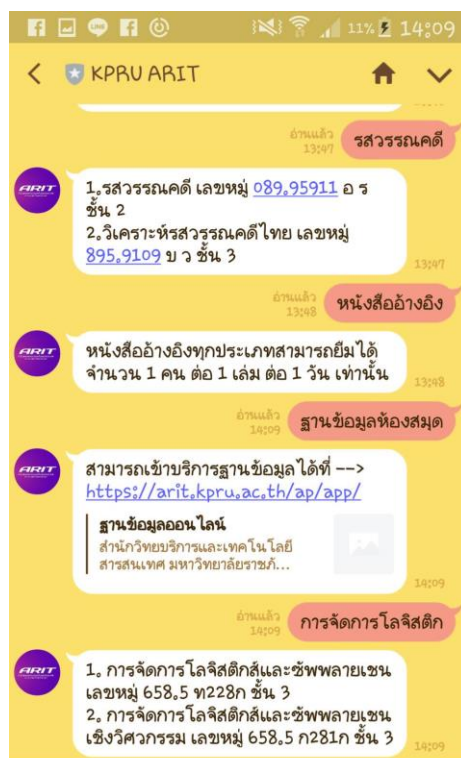 11% 14:09
KPRU ARIT
อ่านแล้ว
13:47
รสวรรณคดี
ARIT
1.รสวรรณคดี เลขหมู่ 089.95911 อ ร
ชั้น 2
2.วิเคราะห์รสวรรณคดีไทย เลขหมู่
895.9109 บ ว ชั้น 3
13:47
อ่านแล้ว
13:48
หนังสืออ้างอิง
ARIT
หนังสืออ้างอิงทุกประเภทสามารถยืมได้
จำนวน 1 คน ต่อ 1 เล่ม ต่อ 1 วัน เท่านั้น
13:48
อ่านแล้ว
14:09
ฐานข้อมูลห้องสมุด
ARIT
สามารถเข้าบริการฐานข้อมูลได้ที่ -->
https://arit.kpru.ac.th/ap/app/
ฐานข้อมูลออนไลน์
สำนักวิทยบริการและเทคโนโลยี
สารสนเทศ มหาวิทยาลัยราชภั...
14:09
อ่านแล้ว
14:09
การจัดการโลจิสติก
ARIT
1. การจัดการโลจิสติกส์และซัพพลายเชน
เลขหมู่ 658.5 ท228ก ชั้น 3
2. การจัดการโลจิสติกส์และซัพพลายเชน
เชิงวิศวกรรม เลขหมู่ 658.5 ก281ก ชั้น 3
14:09